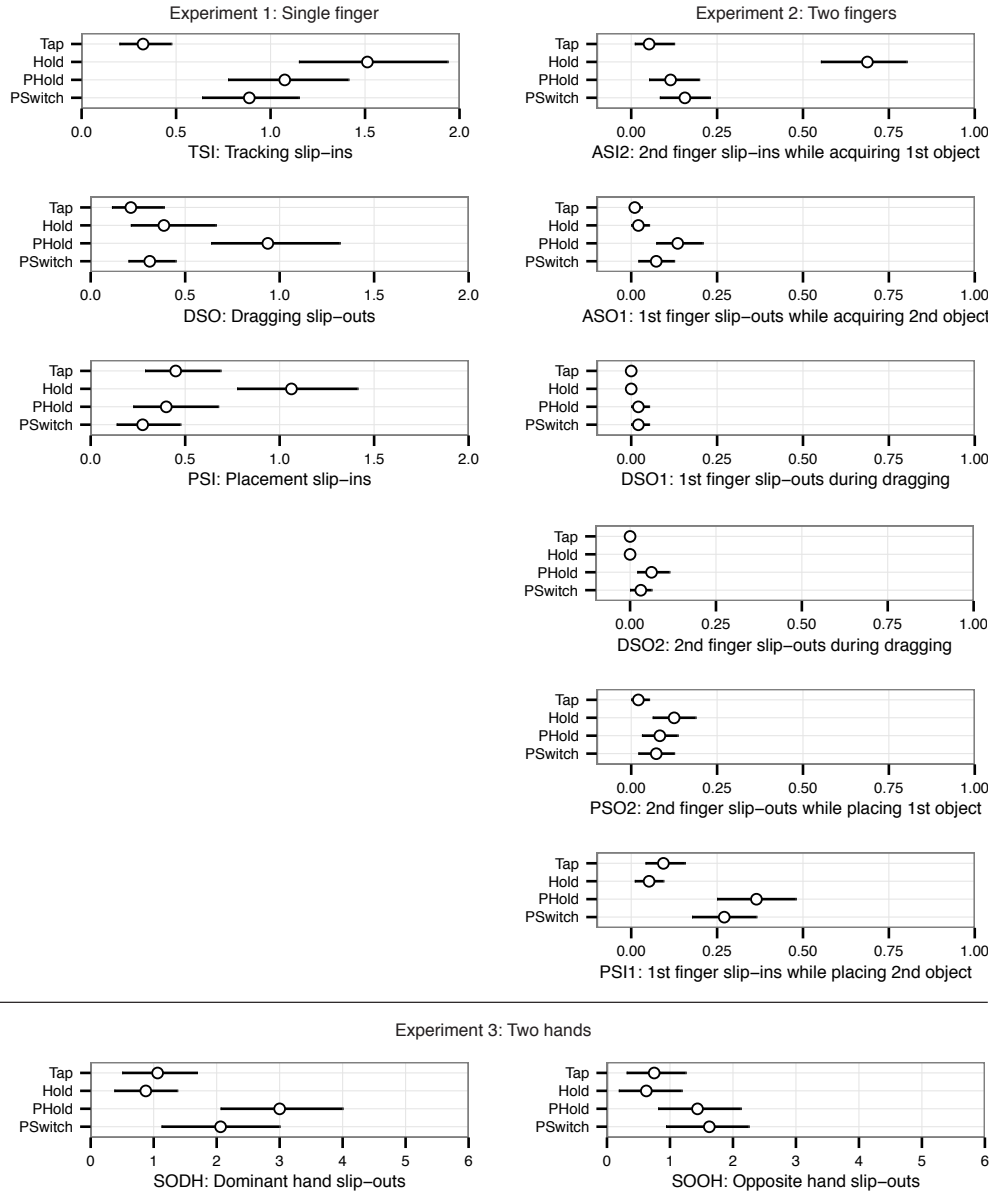 Experiment 1: Single finger
Tap
Hold
PHold
PSwitch
0.0 0.5 1.0 1.5 2.0
TSI: Tracking slip-ins
Tap
Hold
PHold
PSwitch
0.0 0.5 1.0 1.5 2.0
DSO: Dragging slip-outs
Tap
Hold
PHold
PSwitch
0.0 0.5 1.0 1.5 2.0
PSI: Placement slip-ins
Experiment 2: Two fingers
Tap
Hold
PHold
PSwitch
0.00 0.25 0.50 0.75 1.00
ASI2: 2nd finger slip-ins while acquiring 1st object
Tap
Hold
PHold
PSwitch
0.00 0.25 0.50 0.75 1.00
ASO1: 1st finger slip-outs while acquiring 2nd object
Tap
Hold
PHold
PSwitch
0.00 0.25 0.50 0.75 1.00
DSO1: 1st finger slip-outs during dragging
Tap
Hold
PHold
PSwitch
0.00 0.25 0.50 0.75 1.00
DSO2: 2nd finger slip-outs during dragging
Tap
Hold
PHold
PSwitch
0.00 0.25 0.50 0.75 1.00
PSO2: 2nd finger slip-outs while placing 1st object
Tap
Hold
PHold
PSwitch
0.00 0.25 0.50 0.75 1.00
PSI1: 1st finger slip-ins while placing 2nd object
Experiment 3: Two hands
Tap
Hold
PHold
PSwitch
0 1 2 3 4 5 6
SODH: Dominant hand slip-outs
Tap
Hold
PHold
PSwitch
0 1 2 3 4 5 6
SOOH: Opposite hand slip-outs